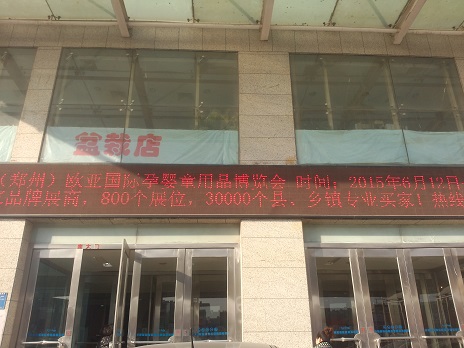 盆栽店
（郑州）欧亚国际孕婴童用品博览会 时间：2015年6月12日
品牌展商，800个展位，30000个县、乡镇专业买家！热线